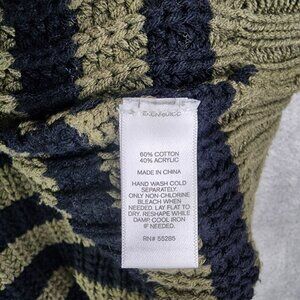 60% COTTON
40% ACRYLIC
MADE IN CHINA
HAND WASH COLD
SEPARATELY.
ONLY NON-CHLORINE
BLEACH WHEN
NEEDED. LAY FLAT TO
DRY. RESHAPE WHILE
DAMP. COOL IRON
IF NEEDED.
RN# 55285